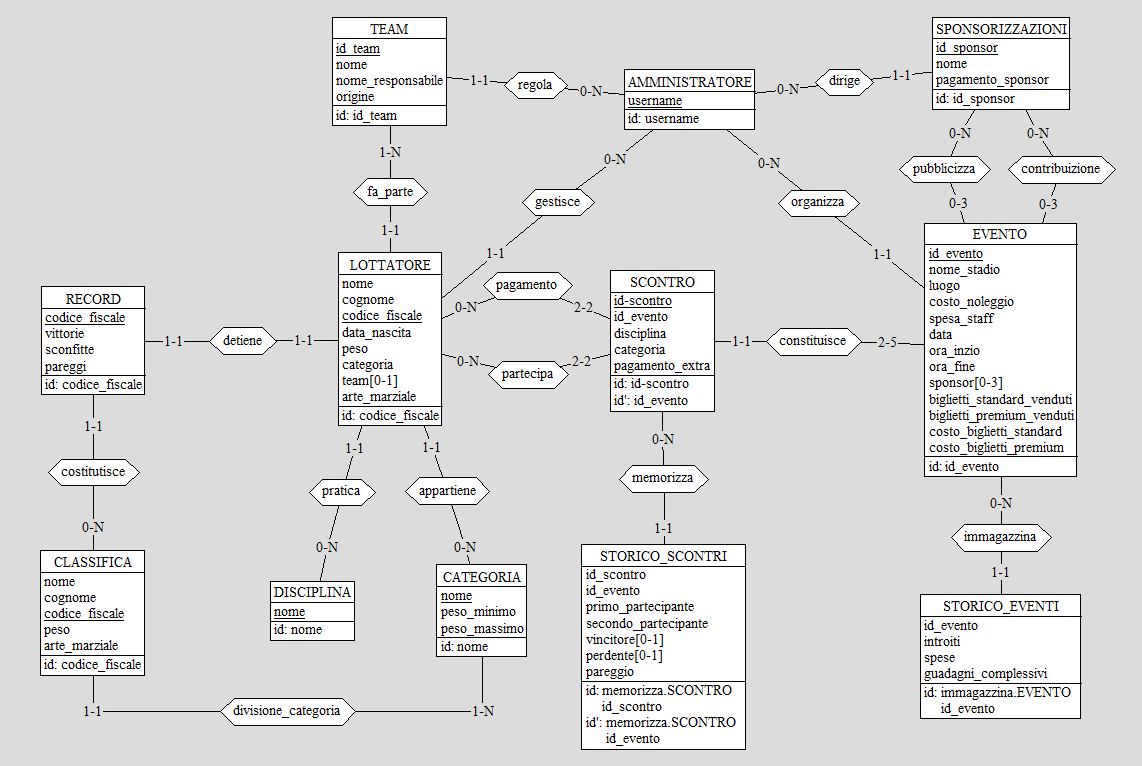 TEAM
id_team
nome
nome_responsabile
origine
id: id_team
1-1
regola
0-N
AMMINISTRATORE
username
id: username
0-N
dirige
1-1
SPONSORIZZAZIONI
id_sponsor
nome
pagamento_sponsor
id: id_sponsor
1-N
fa_parte
1-1
0-N
gestisce
1-1
0-N
organizza
1-1
0-N
pubblicizza
0-3
0-N
contribuizione
0-3
RECORD
codice_fiscale
vittorie
sconfitte
pareggi
id: codice_fiscale
1-1
detiene
1-1
LOTTATORE
nome
cognome
codice_fiscale
data_nascita
peso
categoria
team[0-1]
arte_marziale
id: codice_fiscale
0-N
pagamento
2-2
0-N
partecipa
2-2
SCONTRO
id-scontro
id_evento
disciplina
categoria
pagamento_extra
id: id-scontro
id': id_evento
1-1
constituisce
2-5
EVENTO
id_evento
nome_stadio
luogo
costo_noleggio
spesa_staff
data
ora_inzio
ora_fine
sponsor[0-3]
biglietti_standard_venduti
biglietti_premium_venduti
costo_biglietti_standard
costo_biglietti_premium
id: id_evento
1-1
costitutisce
0-N
1-1
pratica
0-N
1-1
appartiene
0-N
0-N
memorizza
1-1
0-N
immagazzina
1-1
CLASSIFICA
nome
cognome
codice_fiscale
peso
arte_marziale
id: codice_fiscale
DISCIPLINA
nome
id: nome
CATEGORIA
nome
peso_minimo
peso_massimo
id: nome
STORICO_SCONTRI
id_scontro
id_evento
primo_partecipante
secondo_partecipante
vincitore[0-1]
perdente[0-1]
pareggio
id: memorizza.SCONTRO
id_scontro
id': memorizza.SCONTRO
id_evento
STORICO_EVENTI
id_evento
introiti
spese
guadagni_complessivi
id: immagazzina.EVENTO
id_evento
1-1
divisione_categoria
1-N